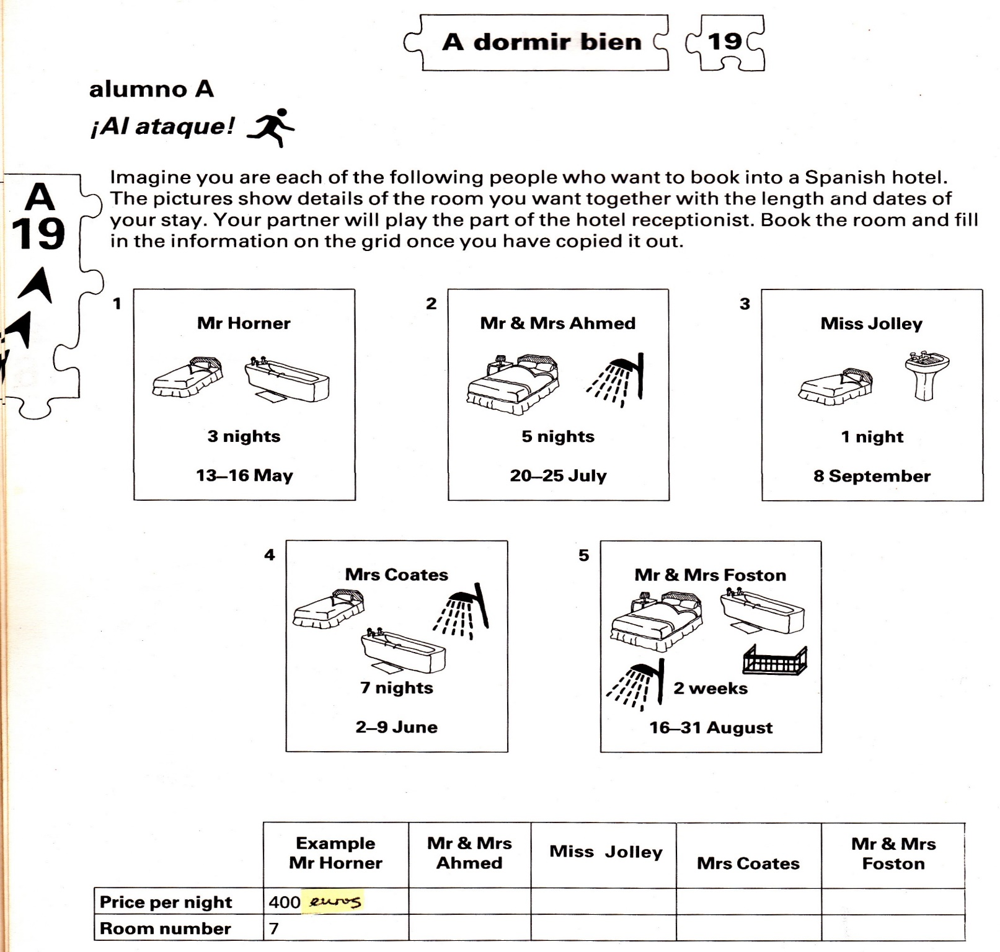 A dormir bien
19
alumno A
¡Al ataque!
A
19
Imagine you are each of the following people who want to book into a Spanish hotel.
The pictures show details of the room you want together with the length and dates of
your stay. Your partner will play the part of the hotel receptionist. Book the room and fill
in the information on the grid once you have copied it out.
1
Mr Horner
3 nights
13–16 May
2
Mr & Mrs Ahmed
5 nights
20–25 July
3
Miss Jolley
1 night
8 September
4
Mrs Coates
7 nights
2–9 June
5
Mr & Mrs Foston
2 weeks
16–31 August
Example
Mr Horner
Mr & Mrs
Ahmed
Miss Jolley
Mrs Coates
Mr & Mrs
Foston
Price per night
400 euros
Room number
7